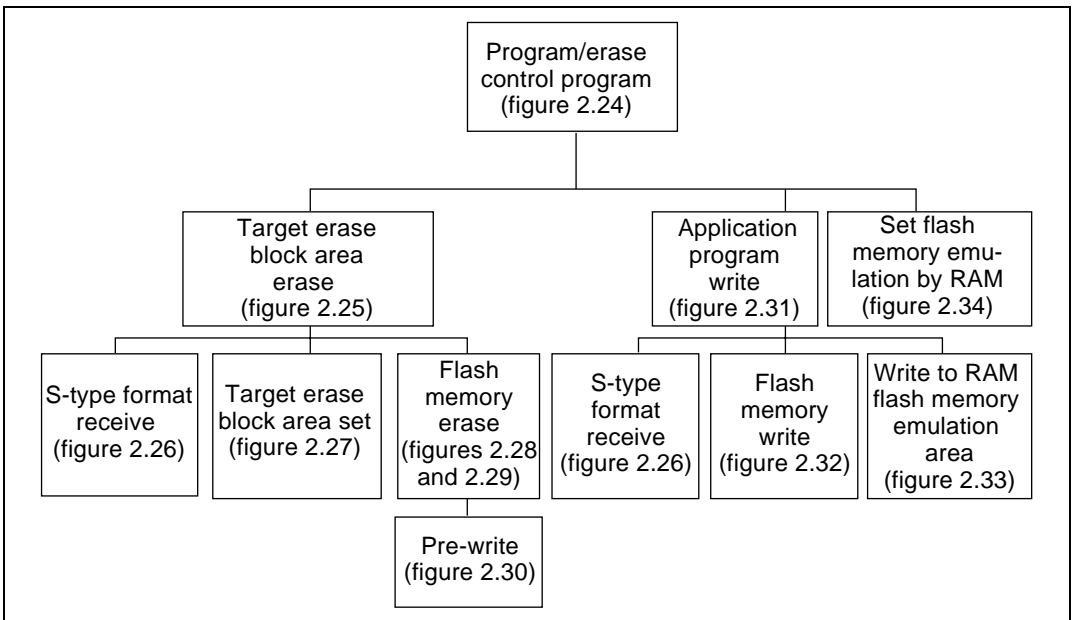 Program/erase
control program
(figure 2.24)
Target erase
block area
erase
(figure 2.25)
Application
program
write
(figure 2.31)
Set flash
memory emu-
lation by RAM
(figure 2.34)
S-type format
receive
(figure 2.26)
Target erase
block area set
(figure 2.27)
Flash
memory
erase
(figures 2.28
and 2.29)
S-type
format
receive
(figure 2.26)
Flash
memory
write
(figure 2.32)
Write to RAM
flash memory
emulation
area
(figure 2.33)
Pre-write
(figure 2.30)